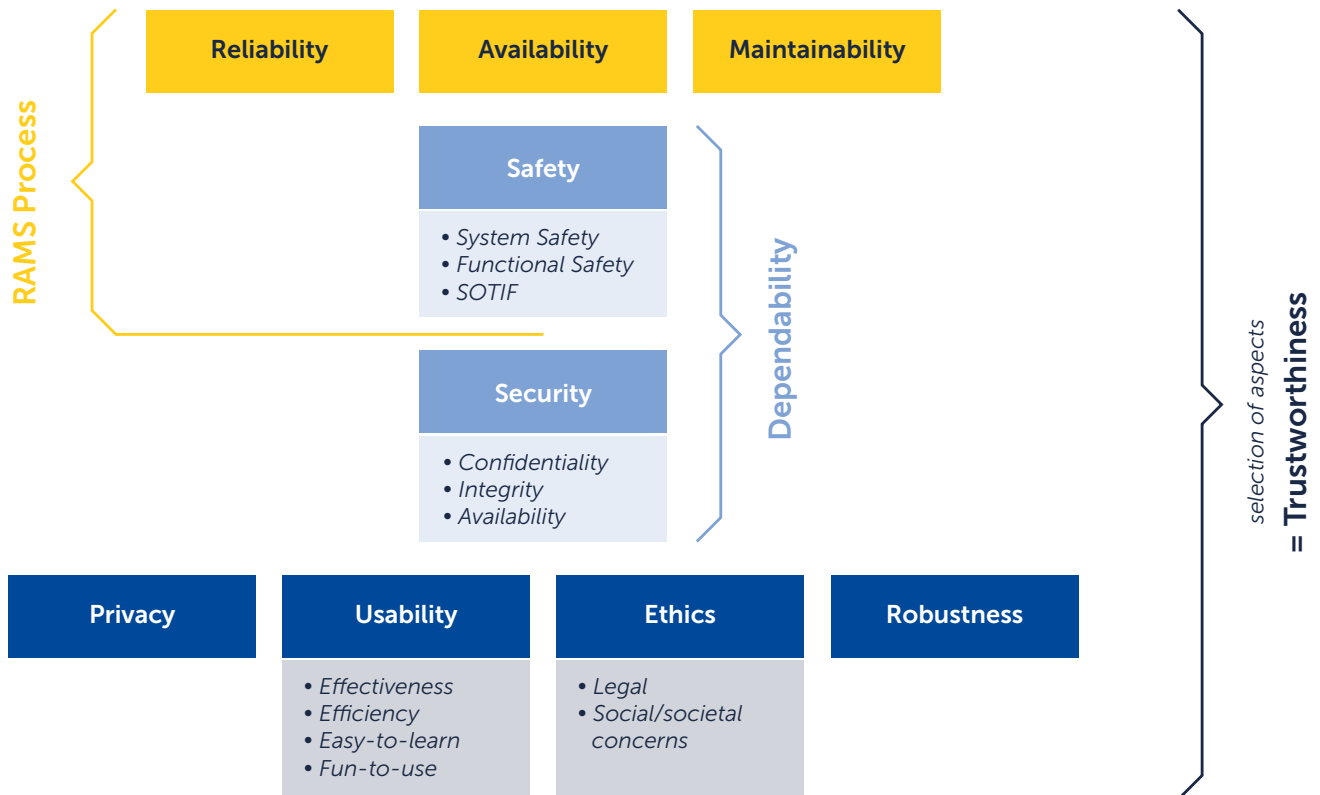 Reliability
Availability
Maintainability
RAMS Process
Safety
• System Safety
• Functional Safety
• SOTIF
Dependability
Security
• Confidentiality
• Integrity
• Availability
selection of aspects
= Trustworthiness
Privacy
Usability
• Effectiveness
• Efficiency
• Easy-to-learn
• Fun-to-use
Ethics
• Legal
• Social/societal
concerns
Robustness